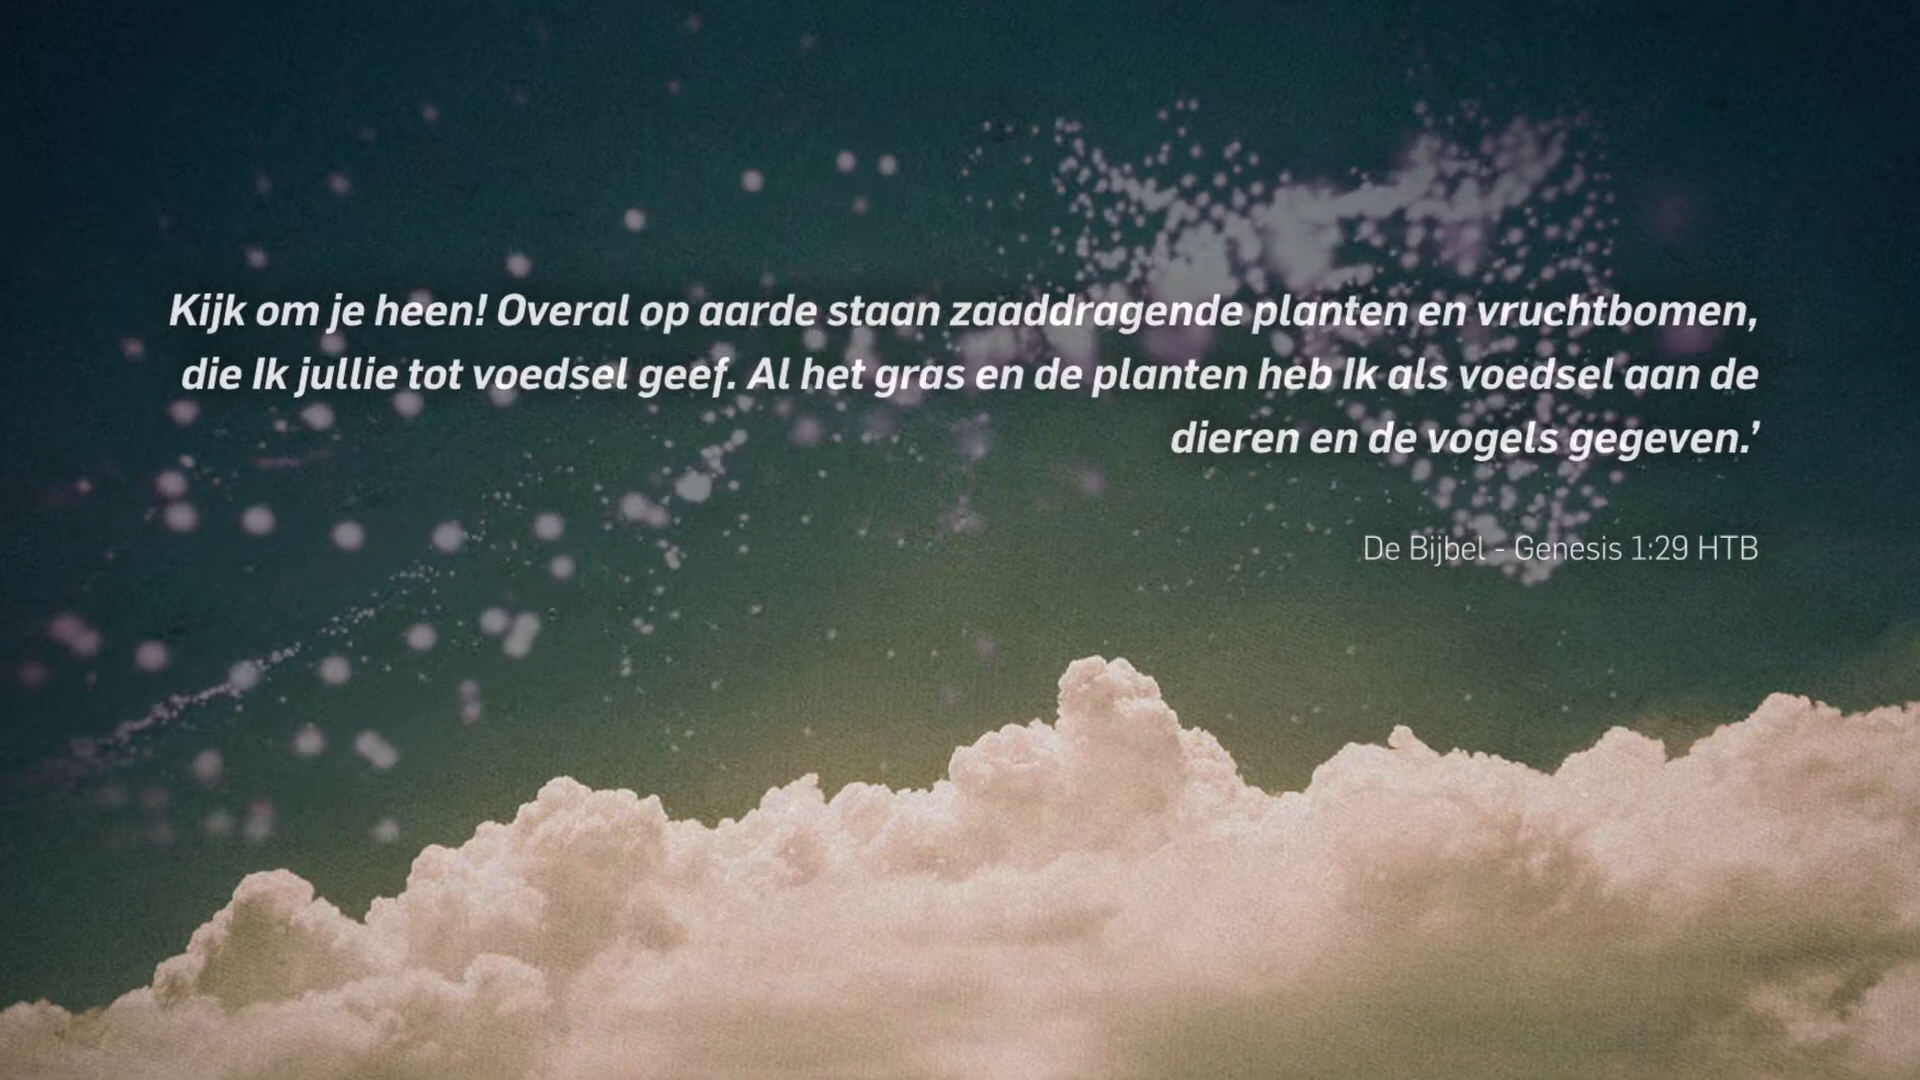 Kijk om je heen! Overal op aarde staan zaaddragende planten en vruchtbomen,
die Ik jullie tot voedsel geef. Al het gras en de planten heb Ik als voedsel aan de
dieren en de vogels gegeven.’
De Bijbel - Genesis 1:29 HTB